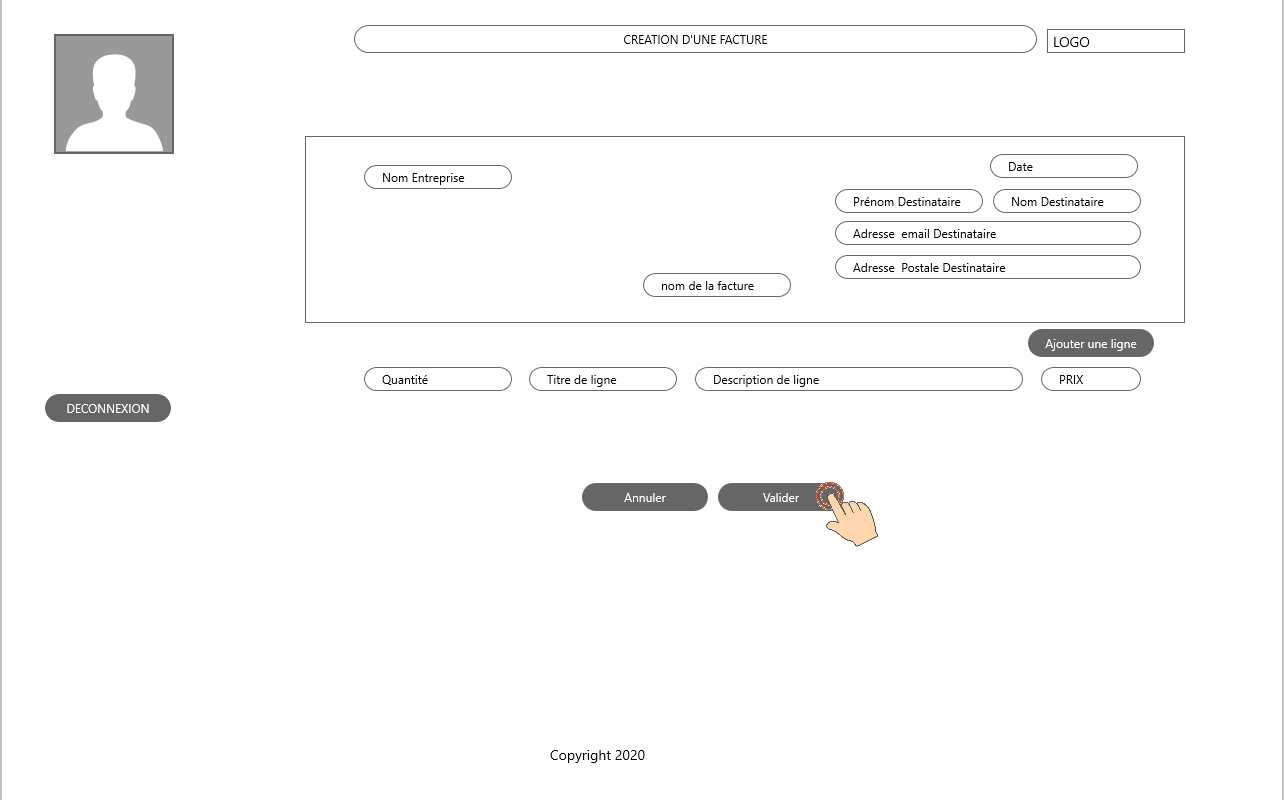 CREATION D'UNE FACTURE
LOGO
Nom Entreprise
Date
Prénom Destinataire
Nom Destinataire
Adresse  email Destinataire
Adresse  Postale Destinataire
nom de la facture
Ajouter une ligne
Quantité
Titre de ligne
Description de ligne
PRIX
DECONNEXION
Annuler
Valider
Copyright 2020